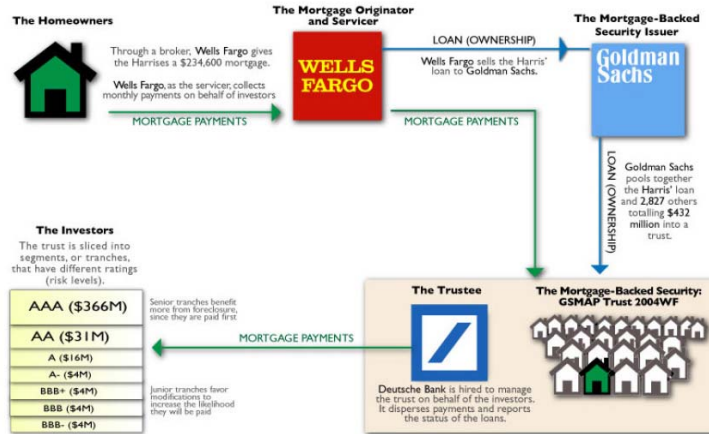 The Homeowners
Through a broker, Wells Fargo gives
the Harrises a $234,600 mortgage.
Wells Fargo, as the servicer, collects
monthly payments on behalf of investors
MORTGAGE PAYMENTS
The Mortgage Originator
and Servicer
WELLS
FARGO
LOAN (OWNERSHIP)
Wells Fargo sells the Harris'
loan to Goldman Sachs.
MORTGAGE PAYMENTS
The Mortgage-Backed
Security Issuer
Goldman
Sachs
LOAN (OWNERSHIP)
Goldman Sachs
pools together
the Harris' loan
and 2,827 others
totalling $432
million into a
trust.
The Investors
The trust is sliced into
segments, or tranches,
that have different ratings
(risk levels).
AAA ($366M)
AA ($31M)
A ($16M)
A- ($4M)
BBB+ ($4M)
BBB ($4M)
BBB- ($4M)
Senior tranches benefit
more from foreclosure,
since they are paid first
Junior tranches favor
modifications to
increase the likelihood
they will be paid
MORTGAGE PAYMENTS
The Trustee
Deutsche Bank is hired to manage
the trust on behalf of the investors.
It disperses payments and reports
the status of the loans.
The Mortgage-Backed Security:
GSMAP Trust 2004WF